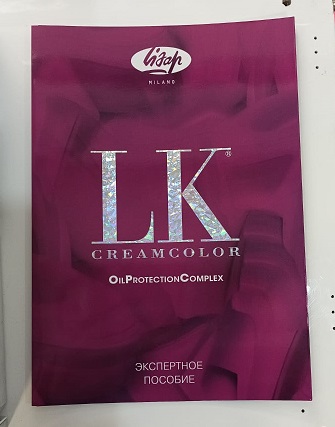 Lisap
MILANO
LK®
CREAMCOLOR
OILPROTECTIONCOMPLEX
ЭКСПЕРТНОЕ
ПОСОБИЕ